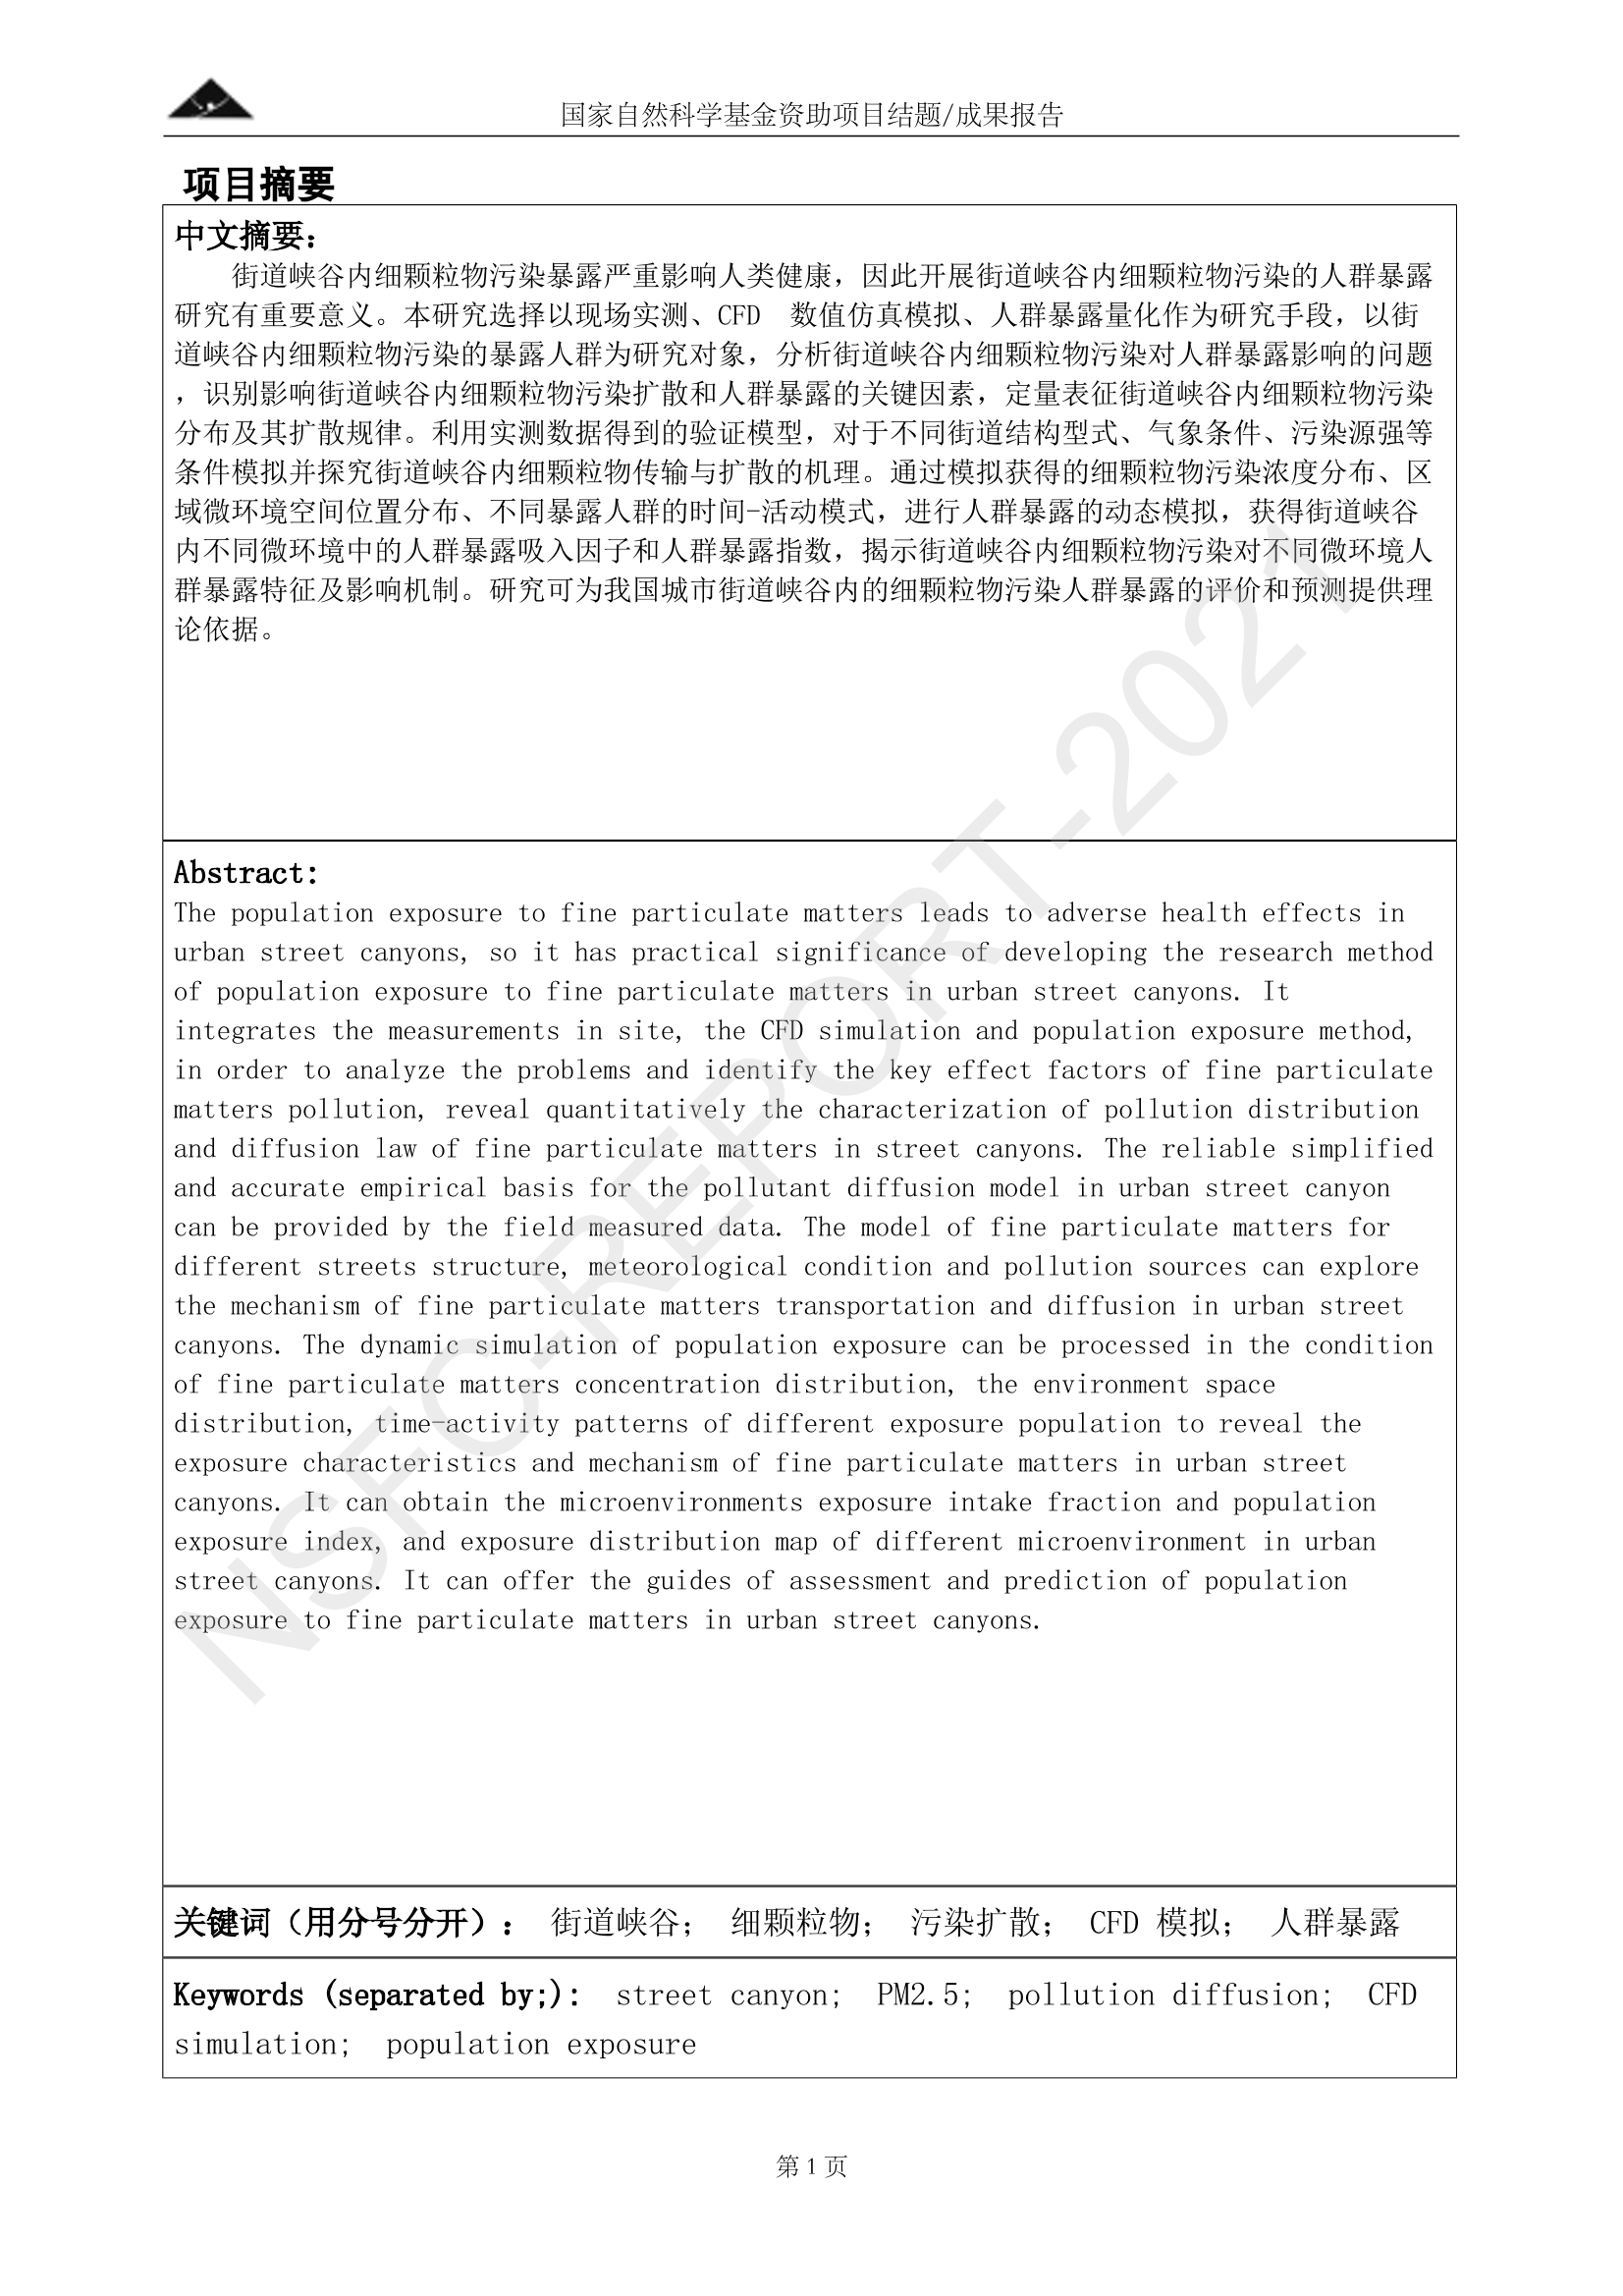 国家自然科学基金资助项目结题/成果报告
项目摘要
中文摘要：
街道峡谷内细颗粒物污染暴露严重影响人类健康，因此开展街道峡谷内细颗粒物污染的人群暴露
研究有重要意义。本研究选择以现场实测、CFD 数值仿真模拟、人群暴露量化作为研究手段，以街
道峡谷内细颗粒物污染的暴露人群为研究对象，分析街道峡谷内细颗粒物污染对人群暴露影响的问题
，识别影响街道峡谷内细颗粒物污染扩散和人群暴露的关键因素，定量表征街道峡谷内细颗粒物污染
分布及其扩散规律。利用实测数据得到的验证模型，对于不同街道结构型式、气象条件、污染源强等
条件模拟并探究街道峡谷内细颗粒物传输与扩散的机理。通过模拟获得的细颗粒物污染浓度分布、区
域微环境空间位置分布、不同暴露人群的时间-活动模式，进行人群暴露的动态模拟，获得街道峡谷
内不同微环境中的人群暴露吸入因子和人群暴露指数，揭示街道峡谷内细颗粒物污染对不同微环境人
群暴露特征及影响机制。研究可为我国城市街道峡谷内的细颗粒物污染人群暴露的评价和预测提供理
论依据。
Abstract:
The population exposure to fine particulate matters leads to adverse health effects in
urban street canyons, so it has practical significance of developing the research method
of population exposure to fine particulate matters in urban street canyons. It
integrates the measurements in site, the CFD simulation and population exposure method,
in order to analyze the problems and identify the key effect factors of fine particulate
matters pollution, reveal quantitatively the characterization of pollution distribution
and diffusion law of fine particulate matters in street canyons. The reliable simplified
and accurate empirical basis for the pollutant diffusion model in urban street canyon
can be provided by the field measured data. The model of fine particulate matters for
different streets structure, meteorological condition and pollution sources can explore
the mechanism of fine particulate matters transportation and diffusion in urban street
canyons. The dynamic simulation of population exposure can be processed in the condition
of fine particulate matters concentration distribution, the environment space
distribution, time-activity patterns of different exposure population to reveal the
exposure characteristics and mechanism of fine particulate matters in urban street
canyons. It can obtain the microenvironments exposure intake fraction and population
exposure index, and exposure distribution map of different microenvironment in urban
street canyons. It can offer the guides of assessment and prediction of population
exposure to fine particulate matters in urban street canyons.
关键词（用分号分开）： 街道峡谷； 细颗粒物； 污染扩散； CFD 模拟； 人群暴露
Keywords (separated by;): street canyon; PM2.5; pollution diffusion; CFD
simulation; population exposure
第 1 页
NSFC-REPORT-2021